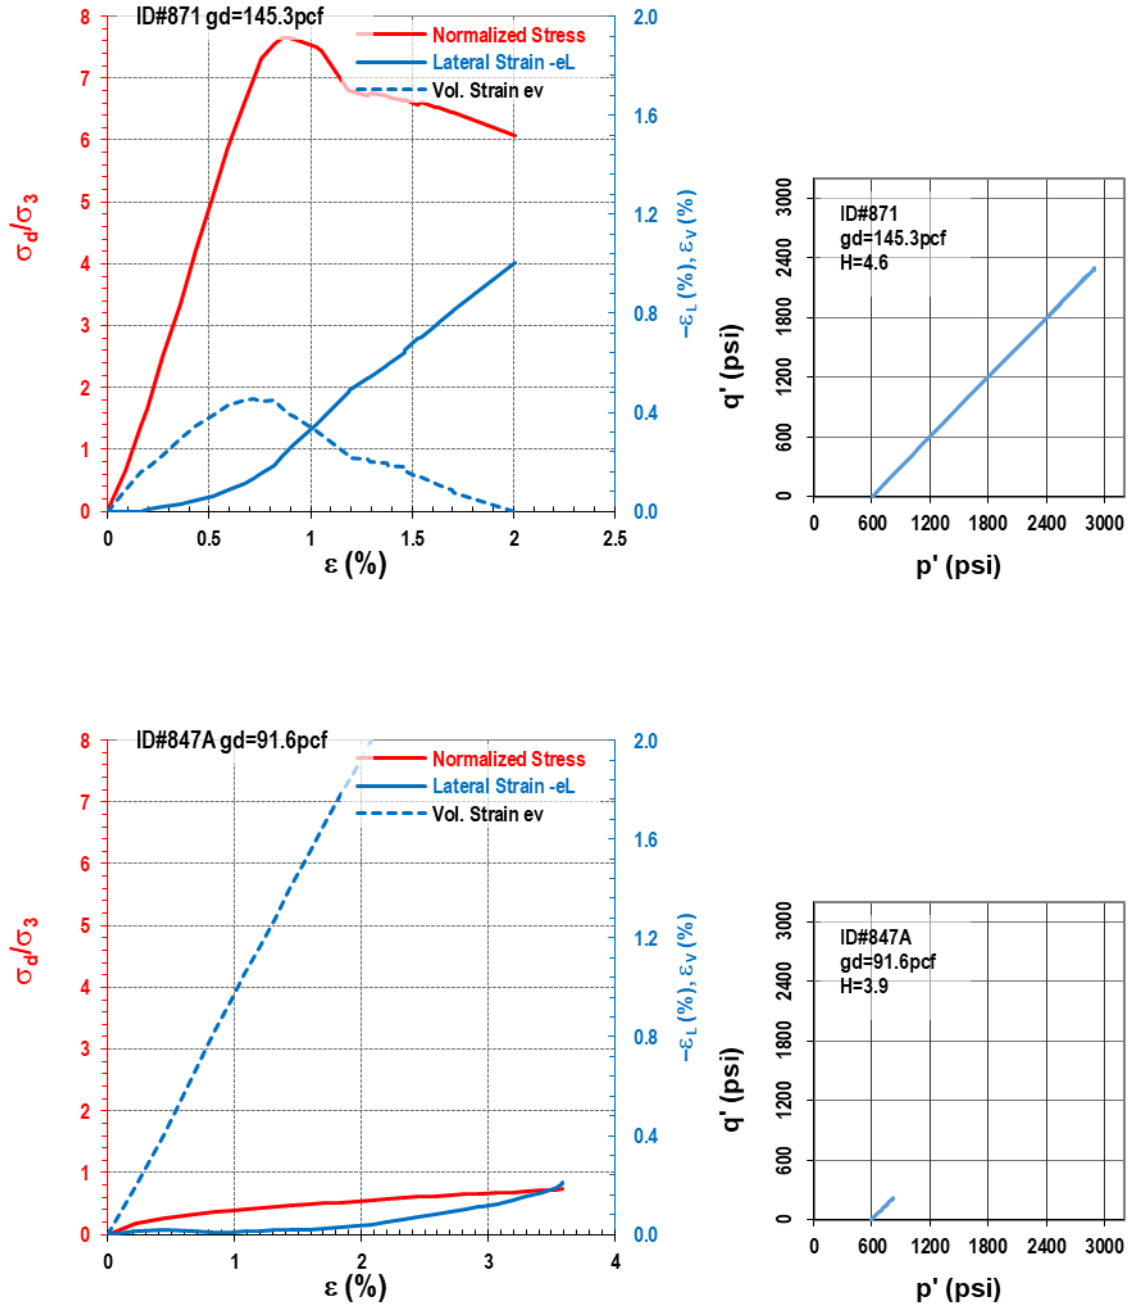 ID#871 gd=145.3pcf
Normalized Stress
Lateral Strain -eL
Vol. Strain ev
8
7
6
5
4
3
2
1
0
σd/σ3
2.0
1.6
1.2
0.8
0.4
0.0
−εL (%), εV (%)
0 0.5 1 1.5 2 2.5
ε (%)
ID#871
gd=145.3pcf
H=4.6
3000
2400
1800
1200
600
0
q' (psi)
0 600 1200 1800 2400 3000
p' (psi)
ID#847A gd=91.6pcf
Normalized Stress
Lateral Strain -eL
Vol. Strain ev
8
7
6
5
4
3
2
1
0
σd/σ3
2.0
1.6
1.2
0.8
0.4
0.0
−εL (%), εV (%)
0 1 2 3 4
ε (%)
ID#847A
gd=91.6pcf
H=3.9
3000
2400
1800
1200
600
0
q' (psi)
0 600 1200 1800 2400 3000
p' (psi)